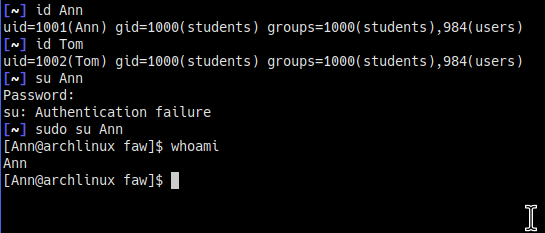 [~] id Ann
uid=1001(Ann) gid=1000(students) groups=1000(students),984(users)
[~] id Tom
uid=1002(Tom) gid=1000(students) groups=1000(students),984(users)
[~] su Ann
Password:
su: Authentication failure
[~] sudo su Ann
[Ann@archlinux faw]$ whoami
Ann
[Ann@archlinux faw]$